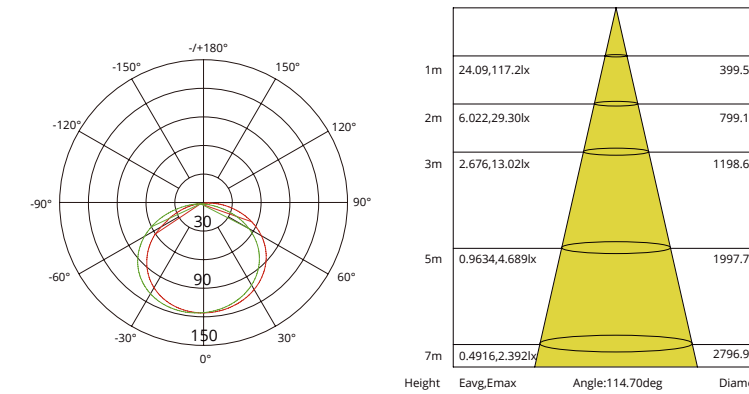 -/+180°
-150° 150°
-120° 120°
-90° 90°
30
-60° 60°
90
-30° 30°
150
0°
1m 24.09,117.2lx 399.5
2m 6.022,29.30lx 799.1
3m 2.676,13.02lx 1198.6
5m 0.9634,4.689lx 1997.7
7m 0.4916,2.392lx 2796.9
Height Eavg,Emax Angle:114.70deg